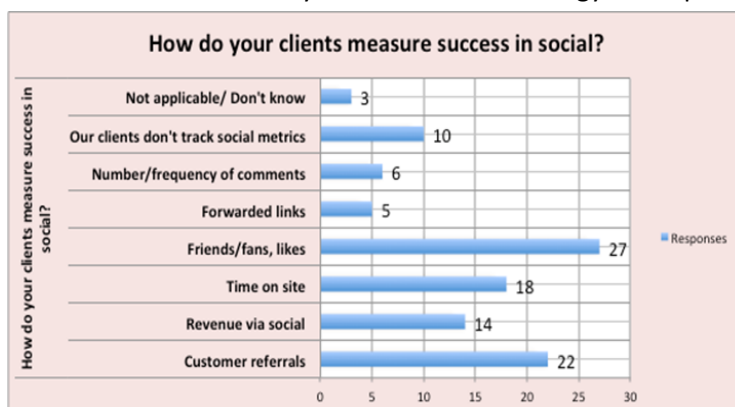 How do your clients measure success in social?
How do your clients measure success in
social?
Not applicable/ Don't know
3
Our clients don't track social metrics
10
Number/frequency of comments
6
Forwarded links
5
Friends/fans, likes
27
Responses
Time on site
18
Revenue via social
14
Customer referrals
22
0 5 10 15 20 25 30